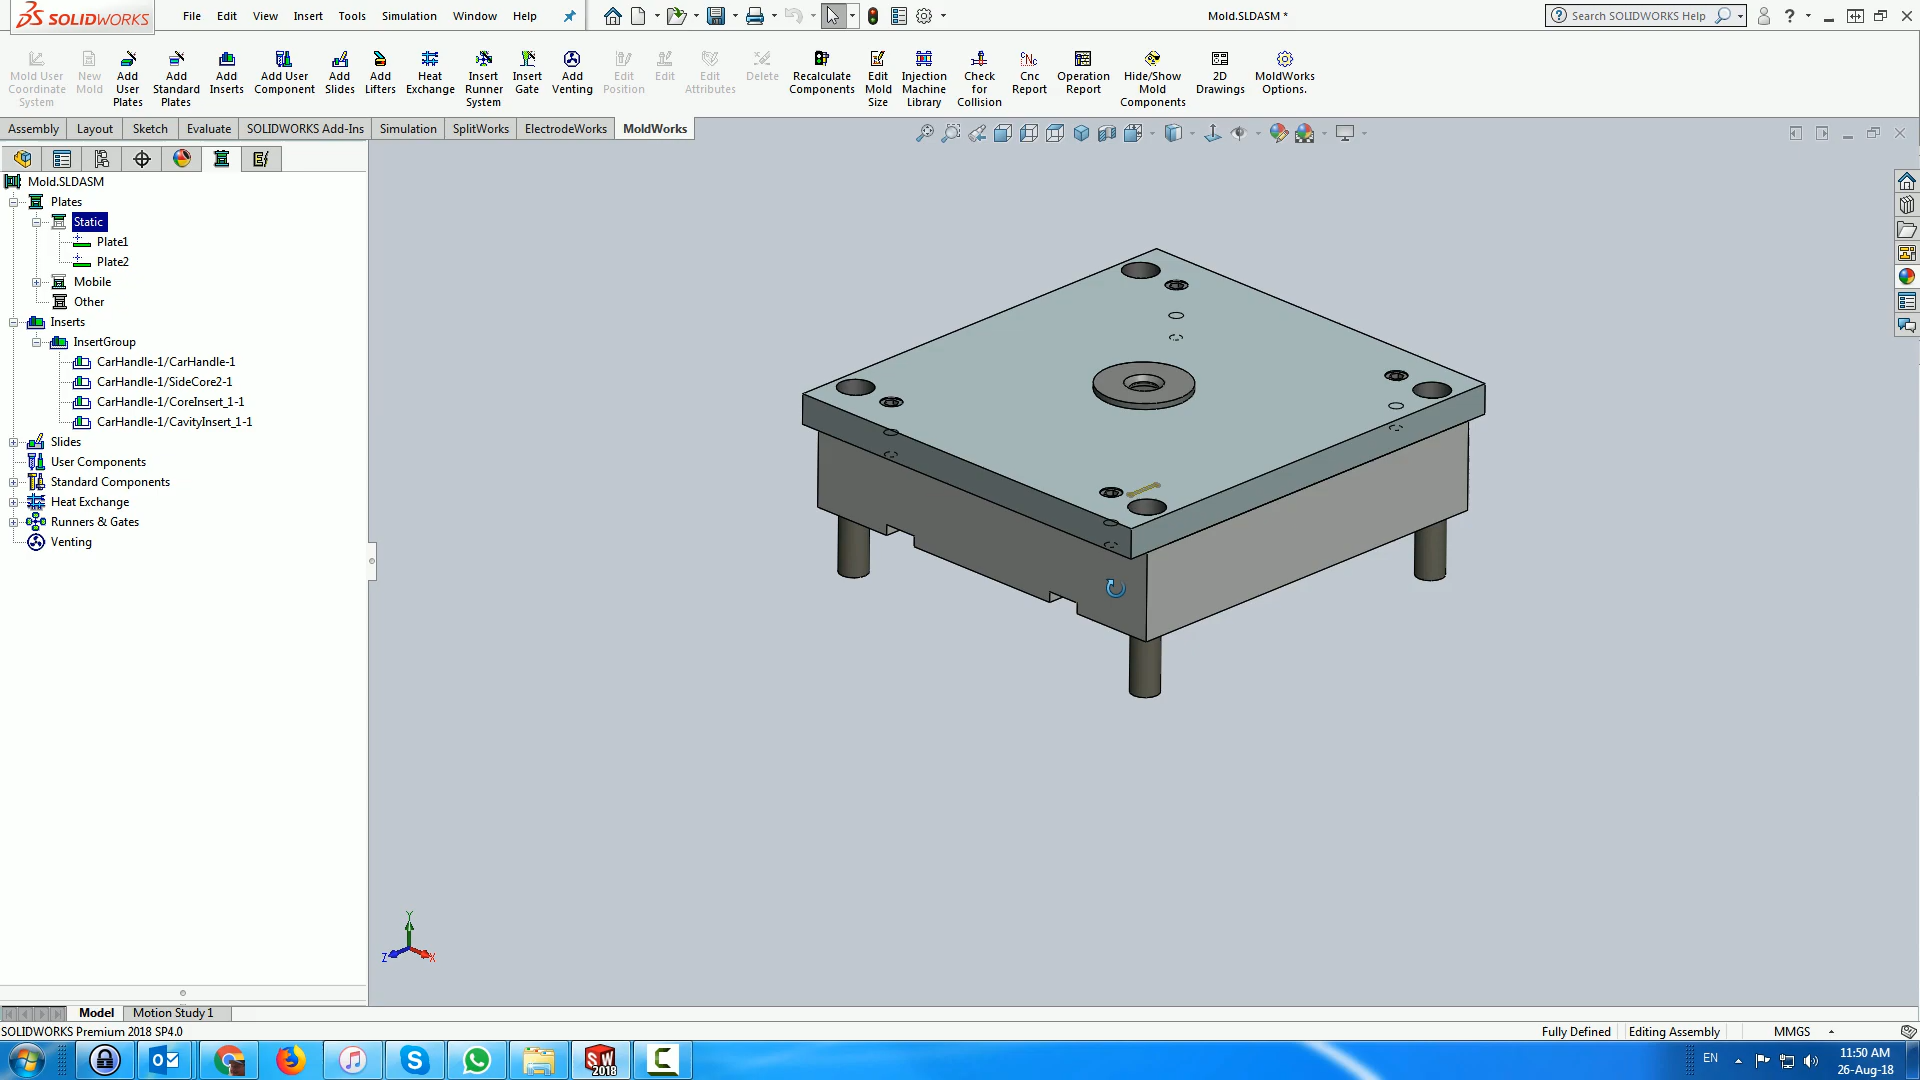 SOLIDWORKS File Edit View Insert Tools Simulation Window Help Mold.SLDASM * Search SOLIDWORKS Help ?
Mold User Coordinate System
New Mold
Add User Plates
Add Standard Plates
Add Inserts
Add User Component
Add Slides
Add Lifters
Heat Exchange
Insert Runner System
Insert Gate
Add Venting
Edit Position
Edit
Edit Attributes
Delete
Recalculate Components
Edit Mold Size
Injection Machine Library
Check for Collision
Cnc Report
Operation Report
Hide/Show Mold Components
2D Drawings
MoldWorks Options.
Assembly Layout Sketch Evaluate SOLIDWORKS Add-Ins Simulation SplitWorks ElectrodeWorks MoldWorks
Mold.SLDASM
Plates
Static
Plate1
Plate2
Mobile
Other
Inserts
InsertGroup
CarHandle-1/CarHandle-1
CarHandle-1/SideCore2-1
CarHandle-1/CoreInsert_1-1
CarHandle-1/CavityInsert_1-1
Slides
User Components
Standard Components
Heat Exchange
Runners & Gates
Venting
Y
Z X
Model Motion Study 1
SOLIDWORKS Premium 2018 SP4.0 Fully Defined Editing Assembly MMGS
SW 2018
EN
11:50 AM
26-Aug-18